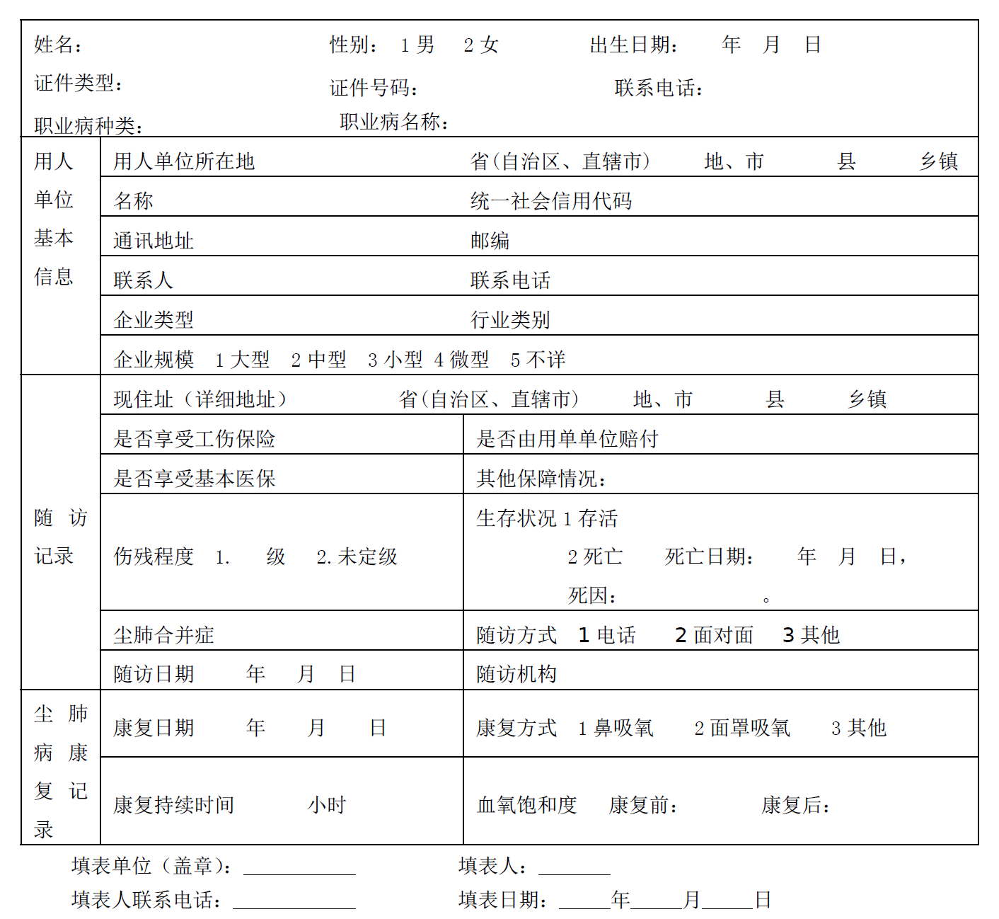 姓名： 性别： 1 男 2 女 出生日期： 年 月 日
证件类型： 证件号码： 联系电话：
职业病种类： 职业病名称：
用人单位基本信息
用人单位所在地 省(自治区、直辖市) 地、市 县 乡镇
名称 统一社会信用代码
通讯地址 邮编
联系人 联系电话
企业类型 行业类别
企业规模 1 大型 2 中型 3 小型 4 微型 5 不详
随访记录
现住址（详细地址） 省(自治区、直辖市) 地、市 县 乡镇
是否享受工伤保险 是否由用单单位赔付
是否享受基本医保 其他保障情况：
伤残程度 1. 级 2.未定级
生存状况 1 存活
2 死亡 死亡日期： 年 月 日，
死因： 。
尘肺合并症 随访方式 1 电话 2 面对面 3 其他
随访日期 年 月 日 随访机构
尘肺病康复记录
康复日期 年 月 日 康复方式 1 鼻吸氧 2 面罩吸氧 3 其他
康复持续时间 小时 血氧饱和度 康复前： 康复后：
填表单位（盖章）：___________ 填表人：_______
填表人联系电话：____________ 填表日期：_____年_____月_____日